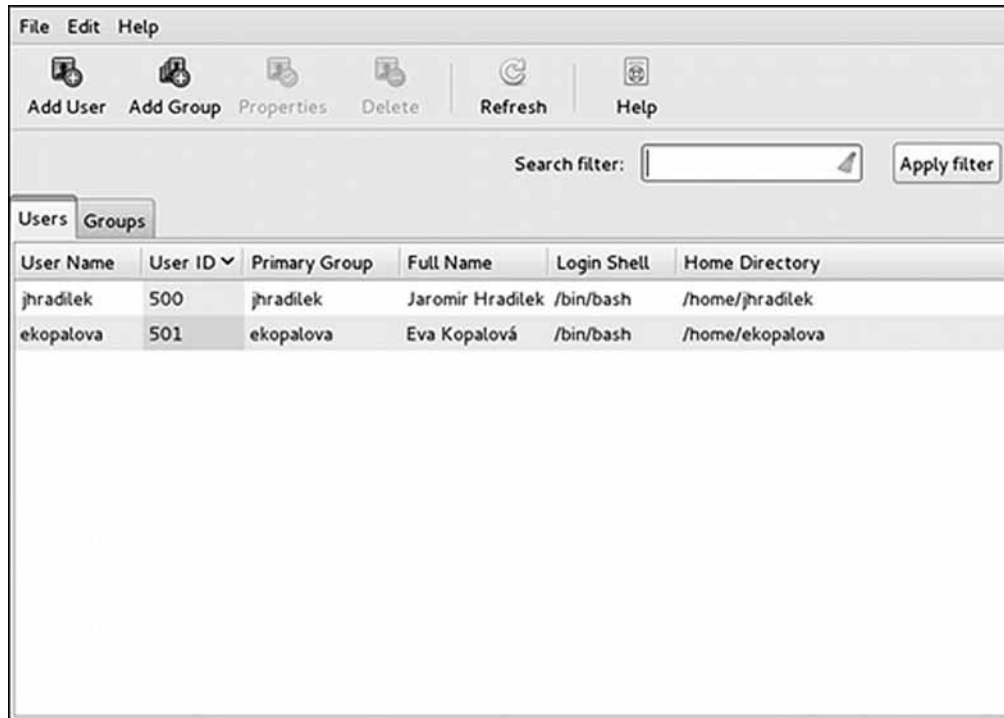 File Edit Help
Add User Add Group Properties Delete Refresh Help
Search filter: Apply filter
Users Groups
User Name User ID Primary Group Full Name Login Shell Home Directory
jhradilek 500 jhradilek Jaromir Hradilek /bin/bash /home/jhradilek
ekopalova 501 ekopalova Eva Kopalová /bin/bash /home/ekopalova